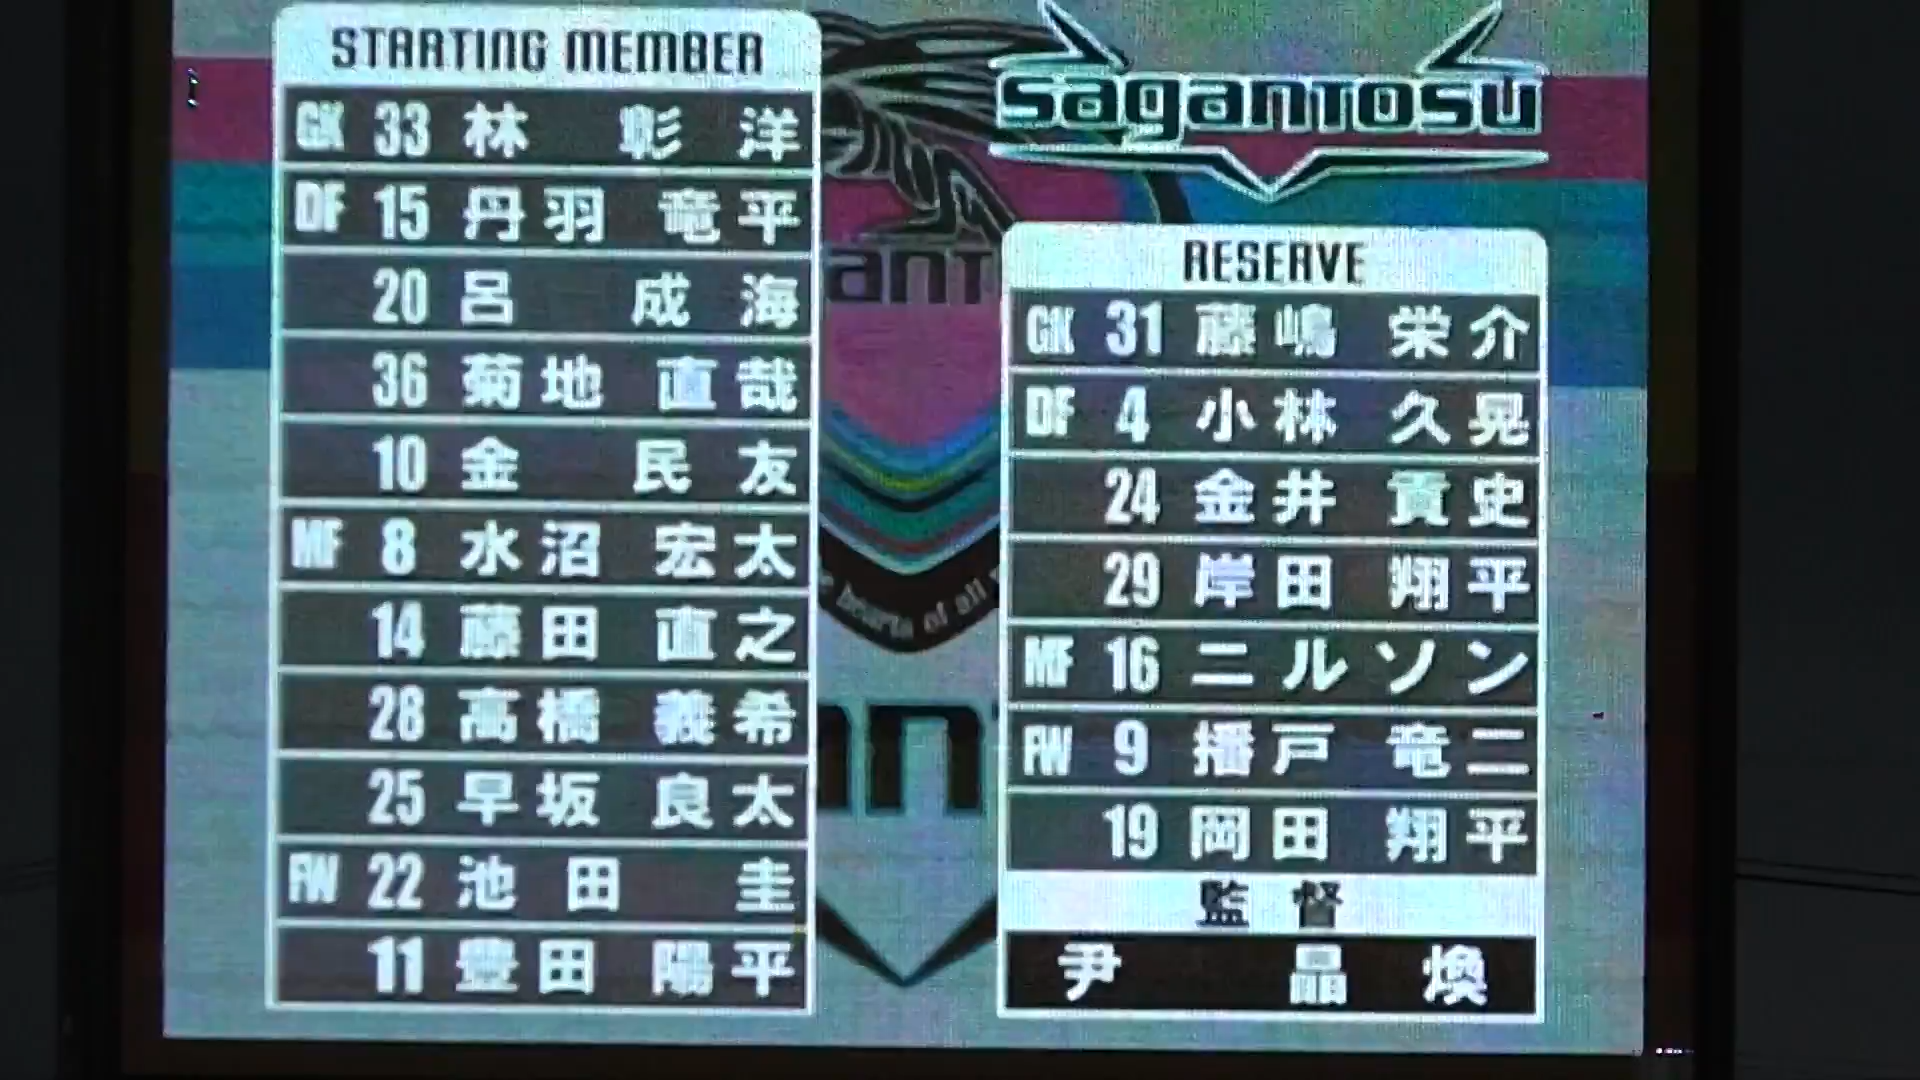 STARTING MEMBER
GK 33 林 彰 洋
DF 15 丹羽 竜平
20 呂 成 海
36 菊地 直哉
10 金 民 友
MF 8 水沼 宏太
14 藤田 直之
28 高橋 義希
25 早坂 良太
FW 22 池田 圭
11 豊田 陽平
sagantosu
RESERVE
GK 31 藤嶋 栄介
DF 4 小林 久晃
24 金井 貢史
29 岸田 翔平
MF 16 ニルソン
FW 9 播戸 竜二
19 岡田 翔平
監 督
尹 晶 煥
ant
hearts of all